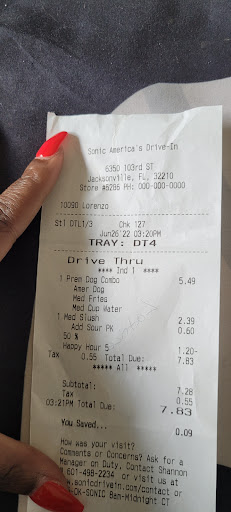 Sonic America's Drive-In
6350 103rd ST
Jacksonville, FL, 32210
Store #6285 PH: 000-000-0000
10090 Lorenzo
Stl DTL1/3 Chk 127
Jun26'22 03:20PM
TRAY: DT4
Drive Thru
**** Ind 1 ****
1 Prem Dog Combo 5.49
Amer Dog
Med Fries
Med Cup Water
1 Med Slush 2.39
Add Sour PK 0.60
50 %
Happy Hour 5 1.20-
Tax 0.55 Total Due: 7.83
**** All ****
Subtotal: 7.28
Tax 0.55
03:21PM Total Due: 7.83
You Saved... 0.09
How was your visit?
Comments or Concerns? Ask for a
Manager on Duty, Contact Shannon
601-498-2234 or visit us at
.sonicdrivein.com/contact or
-SONIC 8am-Midnight CT